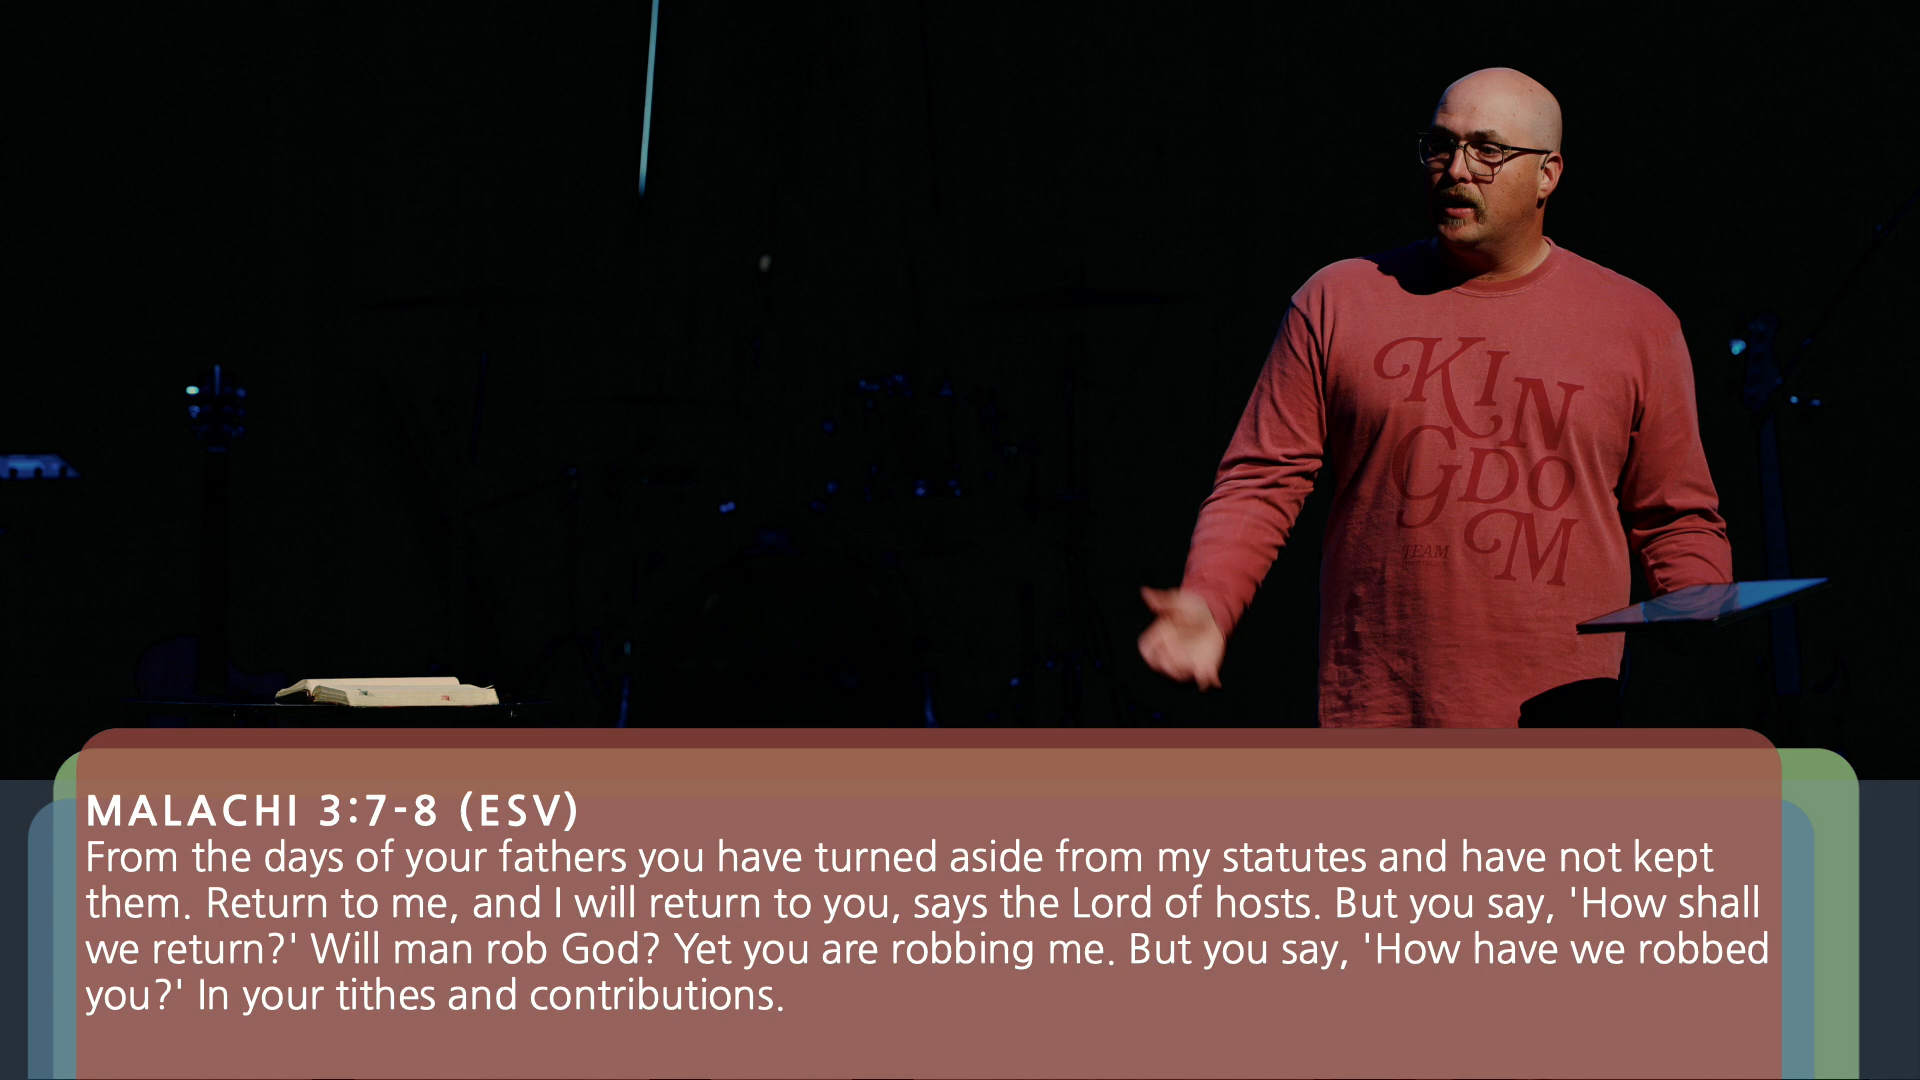 KIN
GDO
M
TEAM
MALACHI 3:7-8 (ESV)
From the days of your fathers you have turned aside from my statutes and have not kept
them. Return to me, and I will return to you, says the Lord of hosts. But you say, 'How shall
we return?' Will man rob God? Yet you are robbing me. But you say, 'How have we robbed
you?' In your tithes and contributions.